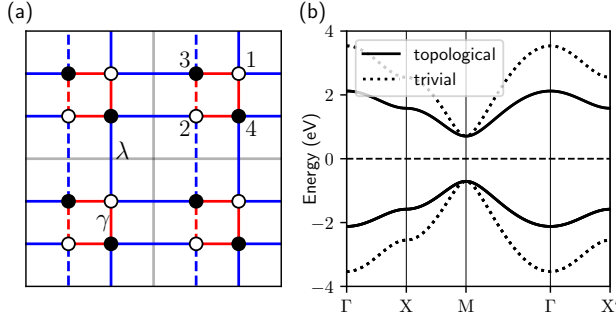 (a)
3
1
2
4
λ
γ
(b)
Energy (eV)
4
2
0
−2
−4
topological
trivial
Γ
X
M
Γ
X'